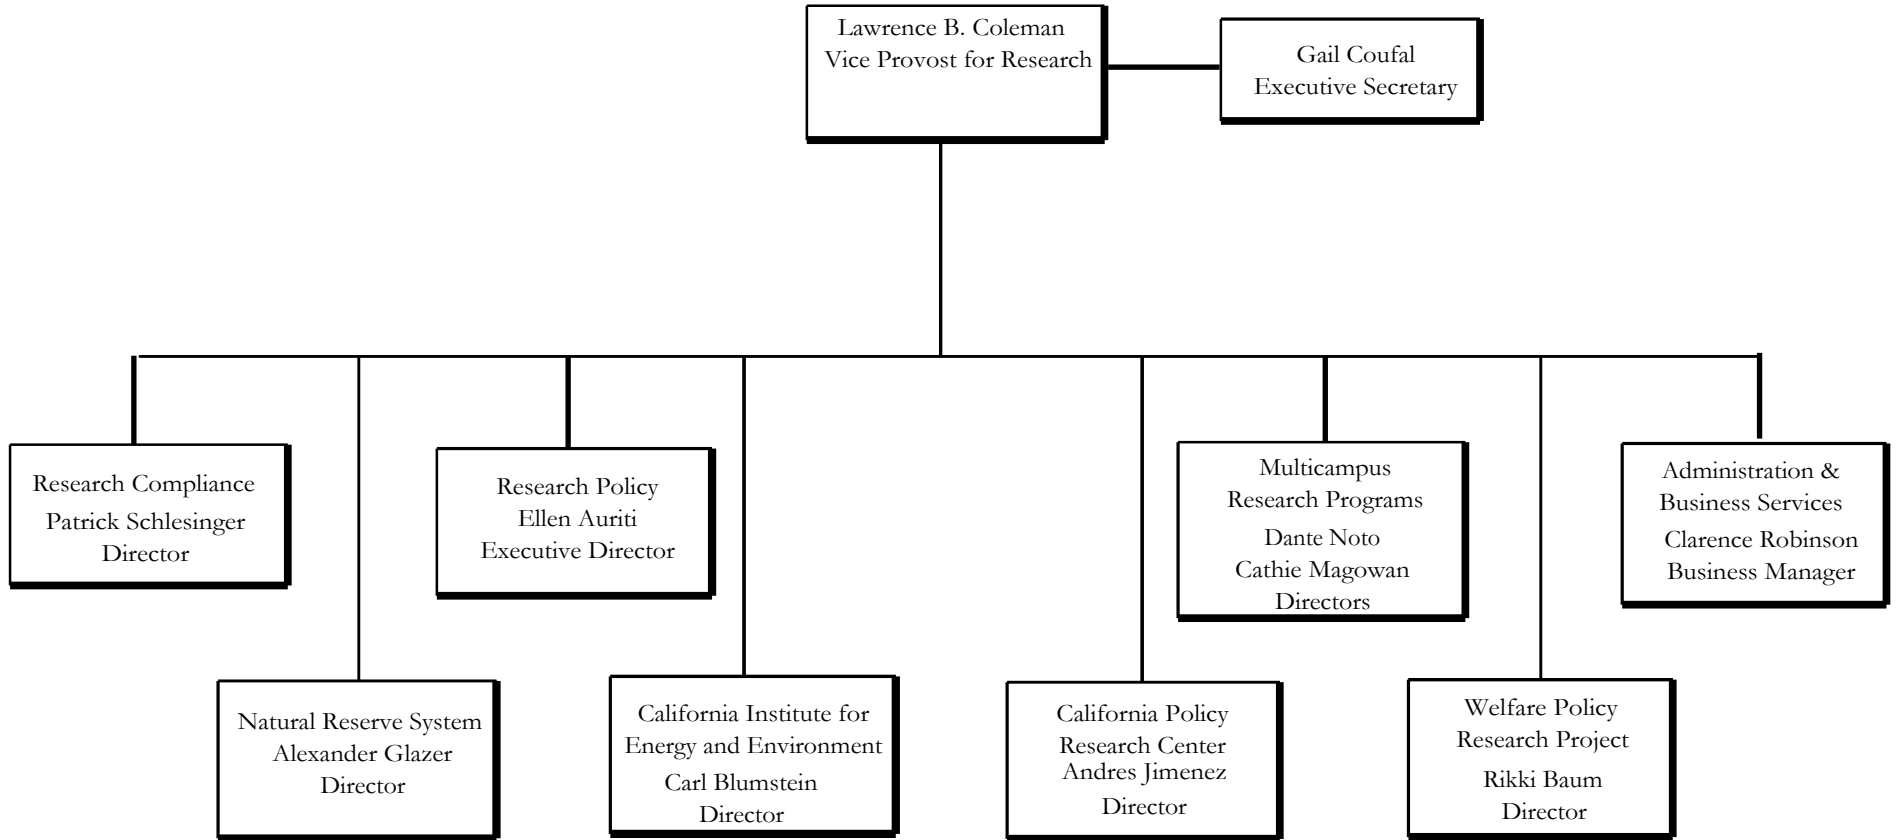 Lawrence B. Coleman
Vice Provost for Research
Gail Coufal
Executive Secretary
Research Compliance
Patrick Schlesinger
Director
Research Policy
Ellen Auriti
Executive Director
Multicampus
Research Programs
Dante Noto
Cathie Magowan
Directors
Administration &
Business Services
Clarence Robinson
Business Manager
Natural Reserve System
Alexander Glazer
Director
California Institute for
Energy and Environment
Carl Blumstein
Director
California Policy
Research Center
Andres Jimenez
Director
Welfare Policy
Research Project
Rikki Baum
Director